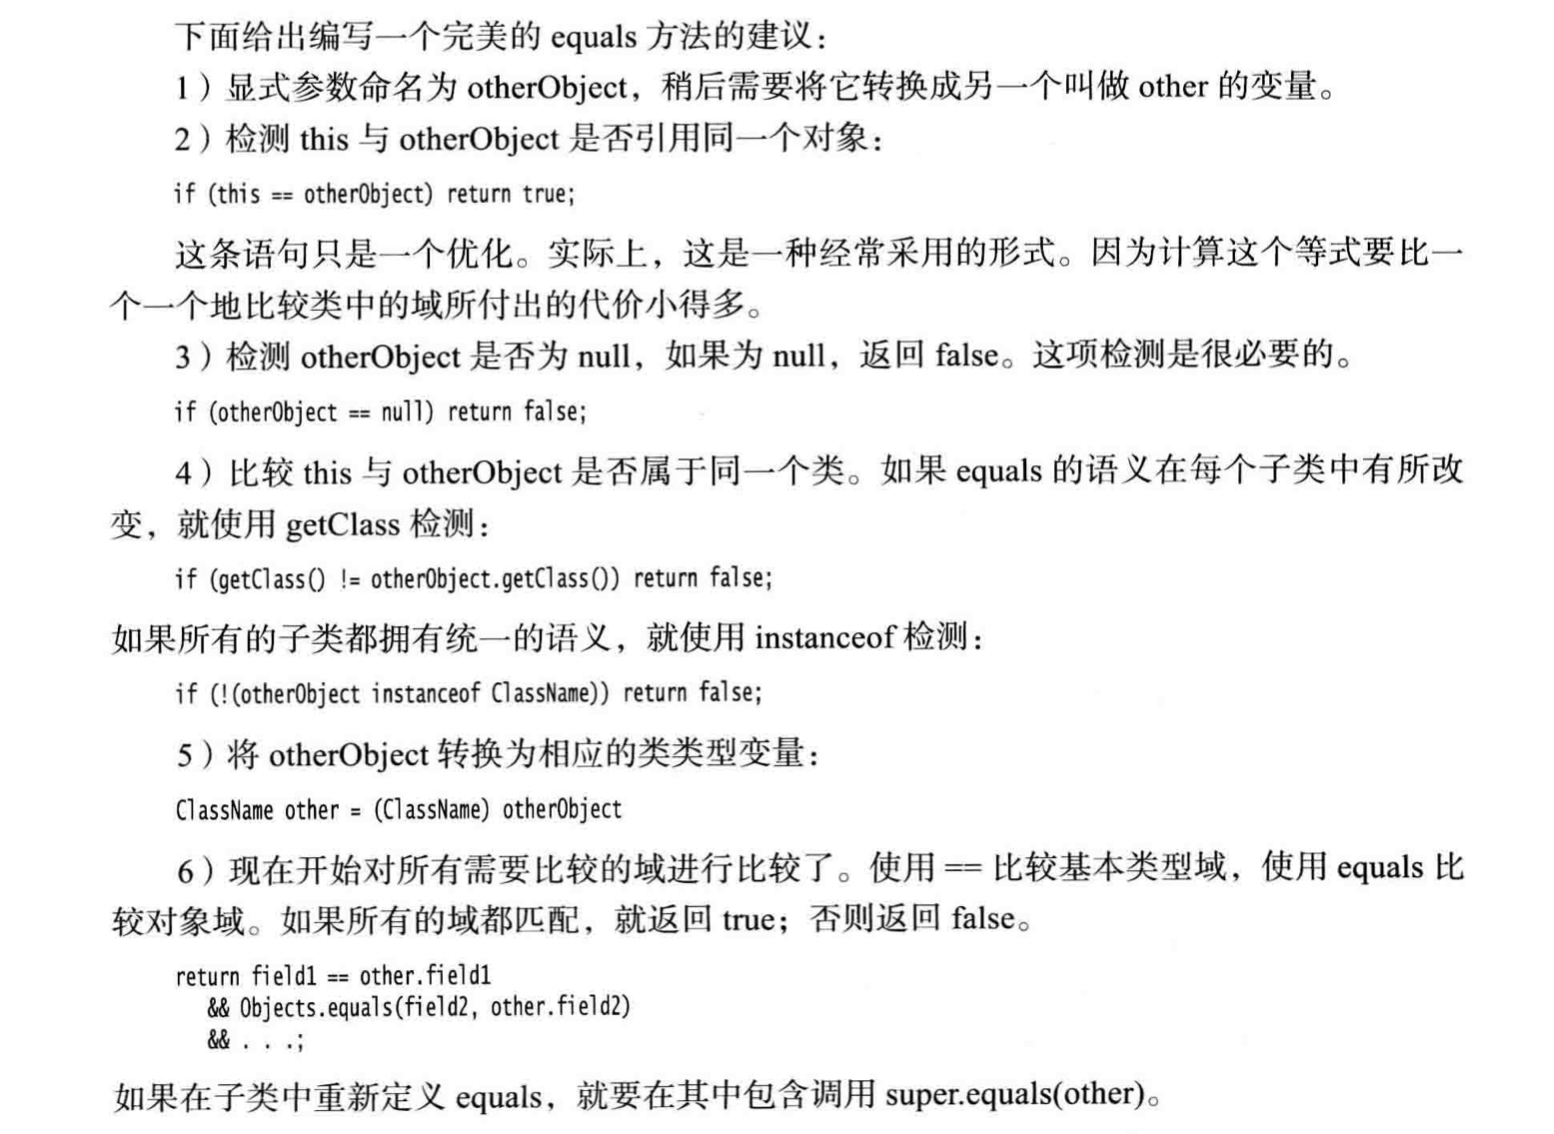 下面给出编写一个完美的 equals 方法的建议：
1）显式参数命名为 otherObject，稍后需要将它转换成另一个叫做 other 的变量。
2）检测 this 与 otherObject 是否引用同一个对象：
if (this == otherObject) return true;
这条语句只是一个优化。实际上，这是一种经常采用的形式。因为计算这个等式要比一
个一个地比较类中的域所付出的代价小得多。
3）检测 otherObject 是否为 null，如果为 null，返回 false。这项检测是很必要的。
if (otherObject == null) return false;
4）比较 this 与 otherObject 是否属于同一个类。如果 equals 的语义在每个子类中有所改
变，就使用 getClass 检测：
if (getClass() != otherObject.getClass()) return false;
如果所有的子类都拥有统一的语义，就使用 instanceof 检测：
if (!(otherObject instanceof ClassName)) return false;
5）将 otherObject 转换为相应的类类型变量：
ClassName other = (ClassName) otherObject
6）现在开始对所有需要比较的域进行比较了。使用 == 比较基本类型域，使用 equals 比
较对象域。如果所有的域都匹配，就返回 true；否则返回 false。
return field1 == other.field1
&& Objects.equals(field2, other.field2)
&& . . .;
如果在子类中重新定义 equals，就要在其中包含调用 super.equals(other)。